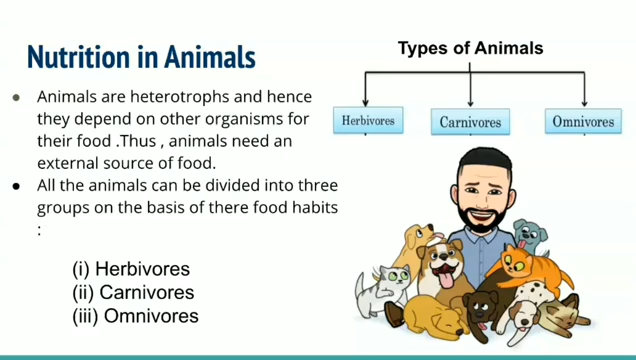 Nutrition in Animals
Animals are heterotrophs and hence
they depend on other organisms for
their food .Thus , animals need an
external source of food.
All the animals can be divided into three
groups on the basis of there food habits
:
(i) Herbivores
(ii) Carnivores
(iii) Omnivores
Types of Animals
Herbivores
Carnivores
Omnivores